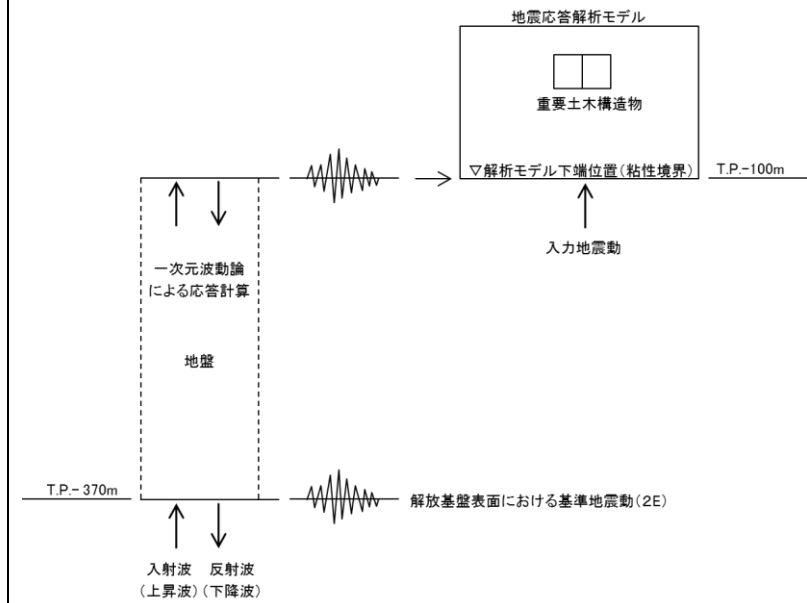 地震応答解析モデル
重要土木構造物
▽解析モデル下端位置(粘性境界)
T.P.-100m
入力地震動
一次元波動論
による応答計算
地盤
T.P.-370m
解放基盤表面における基準地震動(2E)
入射波 反射波
(上昇波)(下降波)